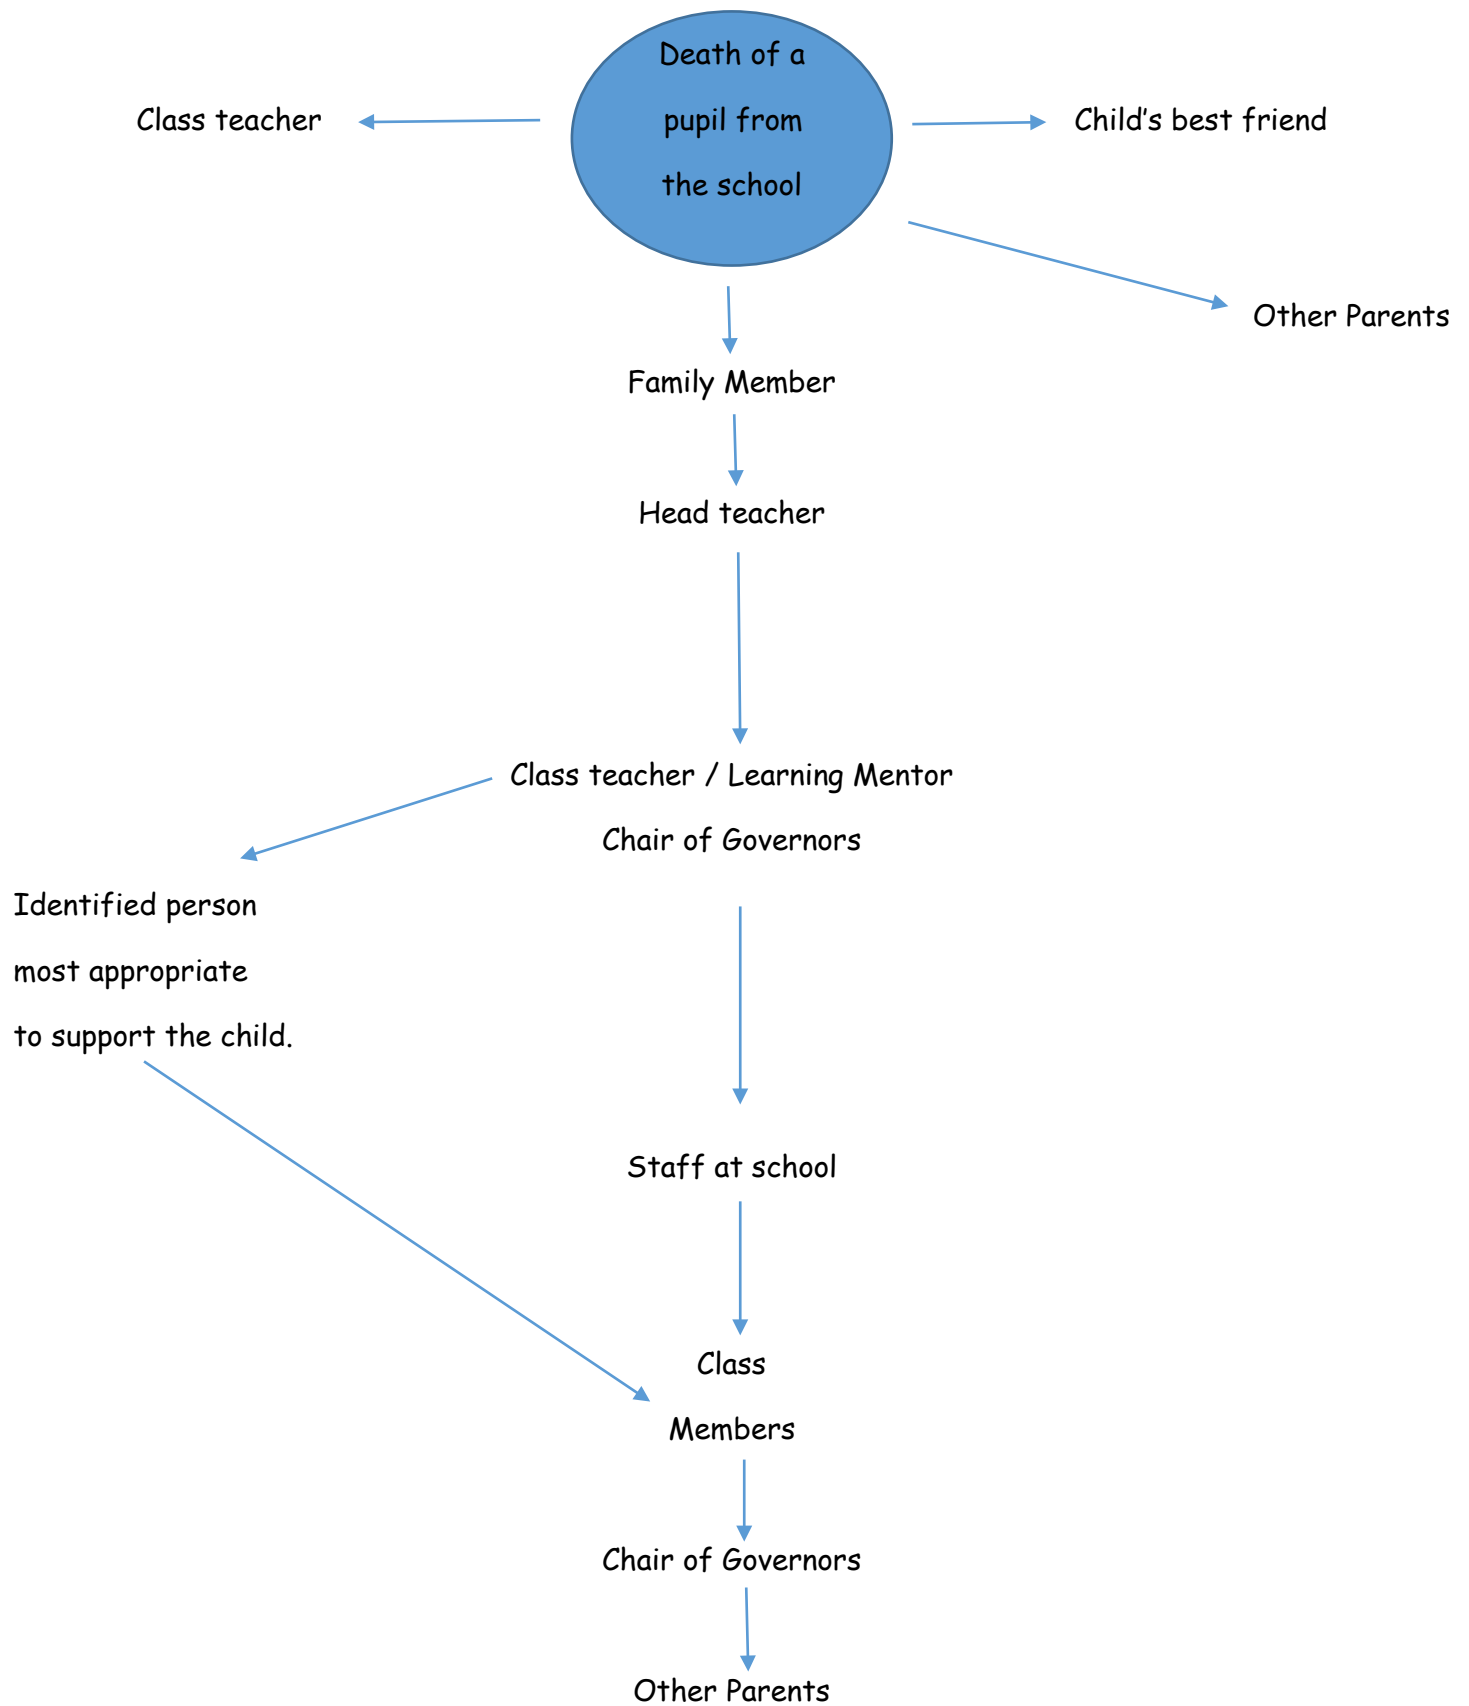 Death of a
Class teacher
pupil from
Child's best friend
the school
Other Parents
Family Member
Head teacher
Class teacher / Learning Mentor
Chair of Governors
Identified person
most appropriate
to support the child.
Staff at school
Class
Members
Chair of Governors
Other Parents